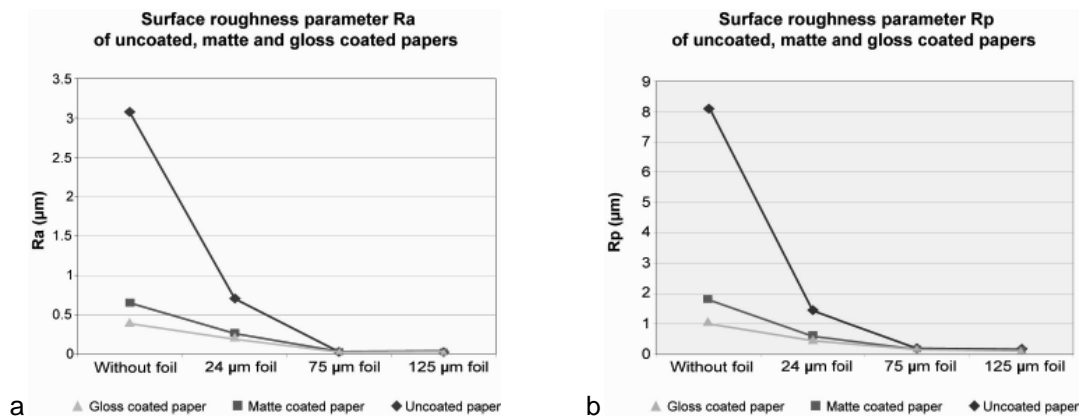 Surface roughness parameter Ra
of uncoated, matte and gloss coated papers
3.5
3
2.5
2
1.5
1
0.5
0
Ra (µm)
Without foil 24 µm foil 75 µm foil 125 µm foil
Gloss coated paper Matte coated paper Uncoated paper
a
Surface roughness parameter Rp
of uncoated, matte and gloss coated papers
9
8
7
6
5
4
3
2
1
0
Rp (µm)
Without foil 24 µm foil 75 µm foil 125 µm foil
Gloss coated paper Matte coated paper Uncoated paper
b